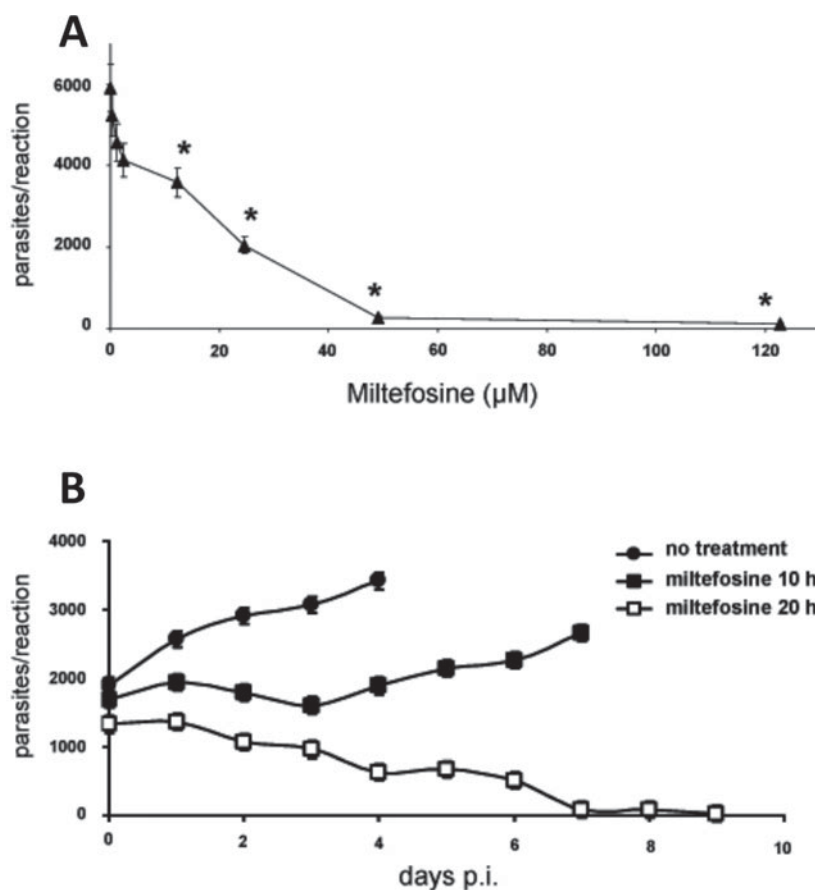 A
parasites/reaction
6000
4000
2000
0
*
*
*
*
0 20 40 60 80 100 120
Miltefosine (µM)
B
parasites/reaction
4000
3000
2000
1000
0
no treatment
miltefosine 10 h
miltefosine 20 h
0 2 4 6 8 10
days p.i.